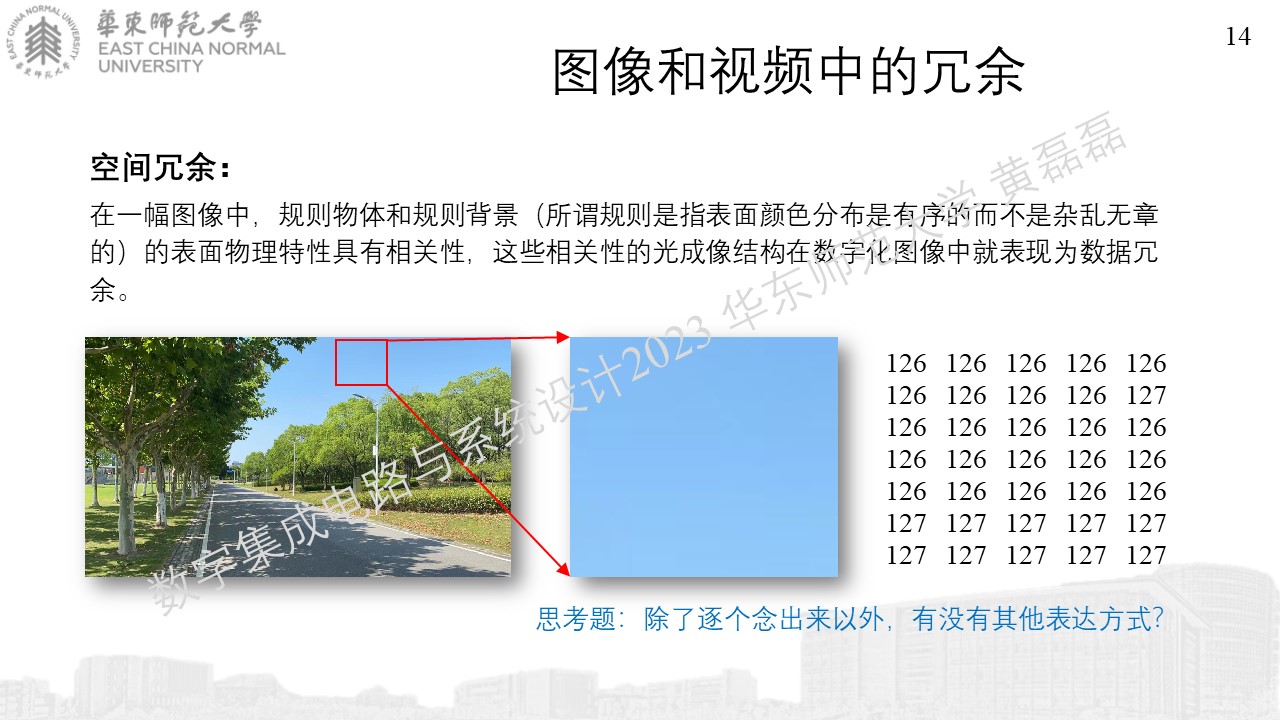 華東師範大學
EAST CHINA NORMAL
UNIVERSITY
EAST CHINA NORMAL UNIVERSITY
華東師範大學
14
图像和视频中的冗余
空间冗余：
在一幅图像中，规则物体和规则背景（所谓规则是指表面颜色分布是有序的而不是杂乱无章
的）的表面物理特性具有相关性，这些相关性的光成像结构在数字化图像中就表现为数据冗
余。
126 126 126 126 126
126 126 126 126 127
126 126 126 126 126
126 126 126 126 126
126 126 126 126 126
127 127 127 127 127
127 127 127 127 127
思考题：除了逐个念出来以外，有没有其他表达方式？
数字集成电路与系统设计2023 华东师范大学 黄磊磊